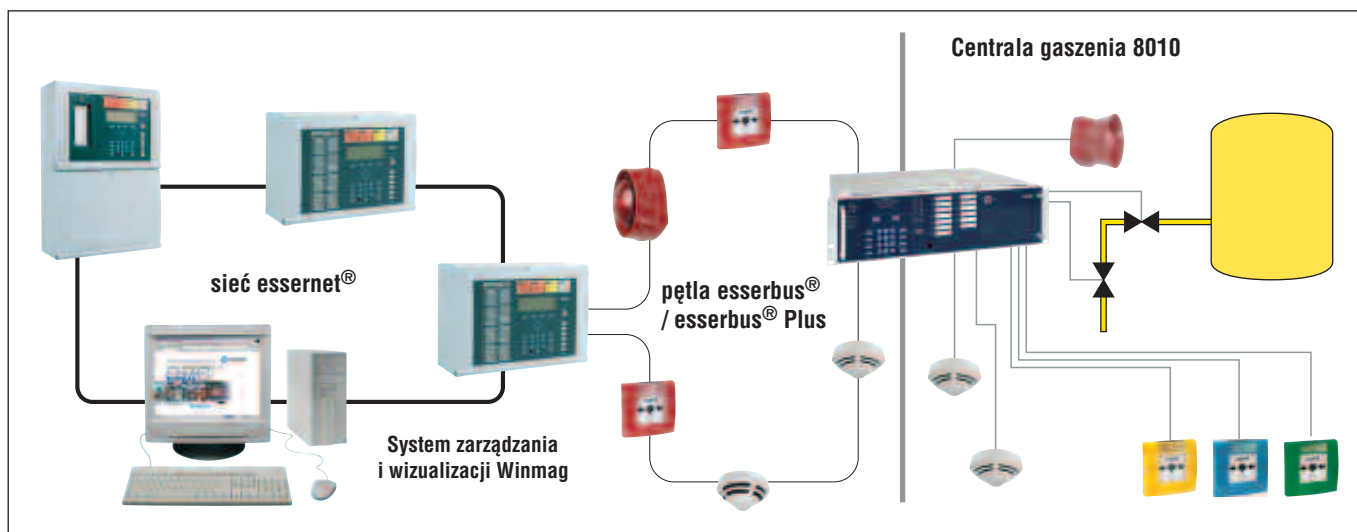 Centrala gaszenia 8010
sieć essernet®
pętla esserbus®
/ esserbus® Plus
System zarządzania
i wizualizacji Winmag